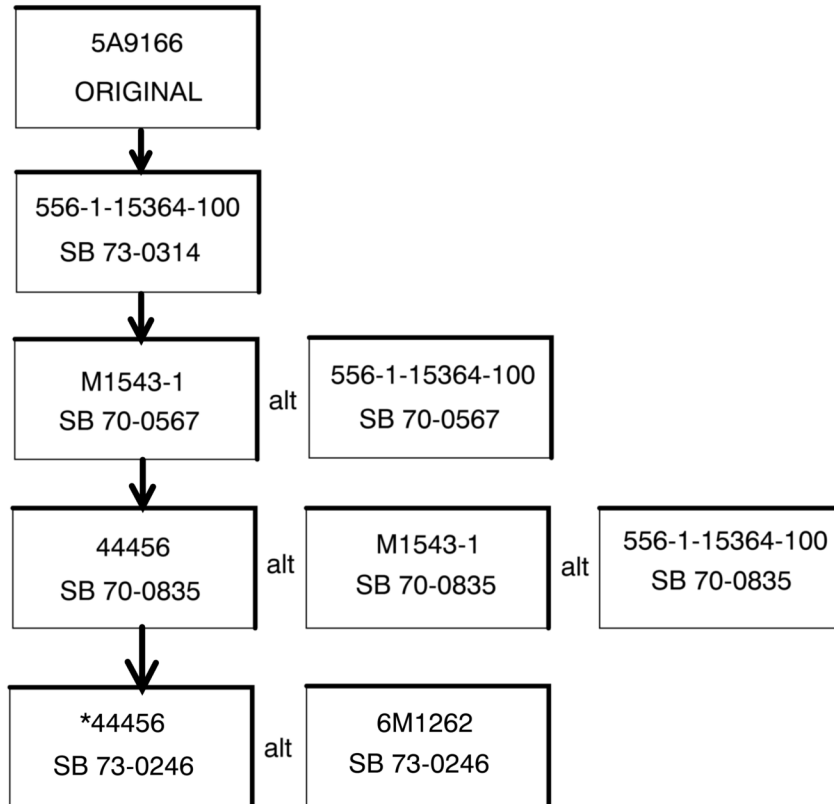 5A9166
ORIGINAL
556-1-15364-100
SB 73-0314
M1543-1
SB 70-0567
alt
556-1-15364-100
SB 70-0567
44456
SB 70-0835
alt
M1543-1
SB 70-0835
alt
556-1-15364-100
SB 70-0835
*44456
SB 73-0246
alt
6M1262
SB 73-0246